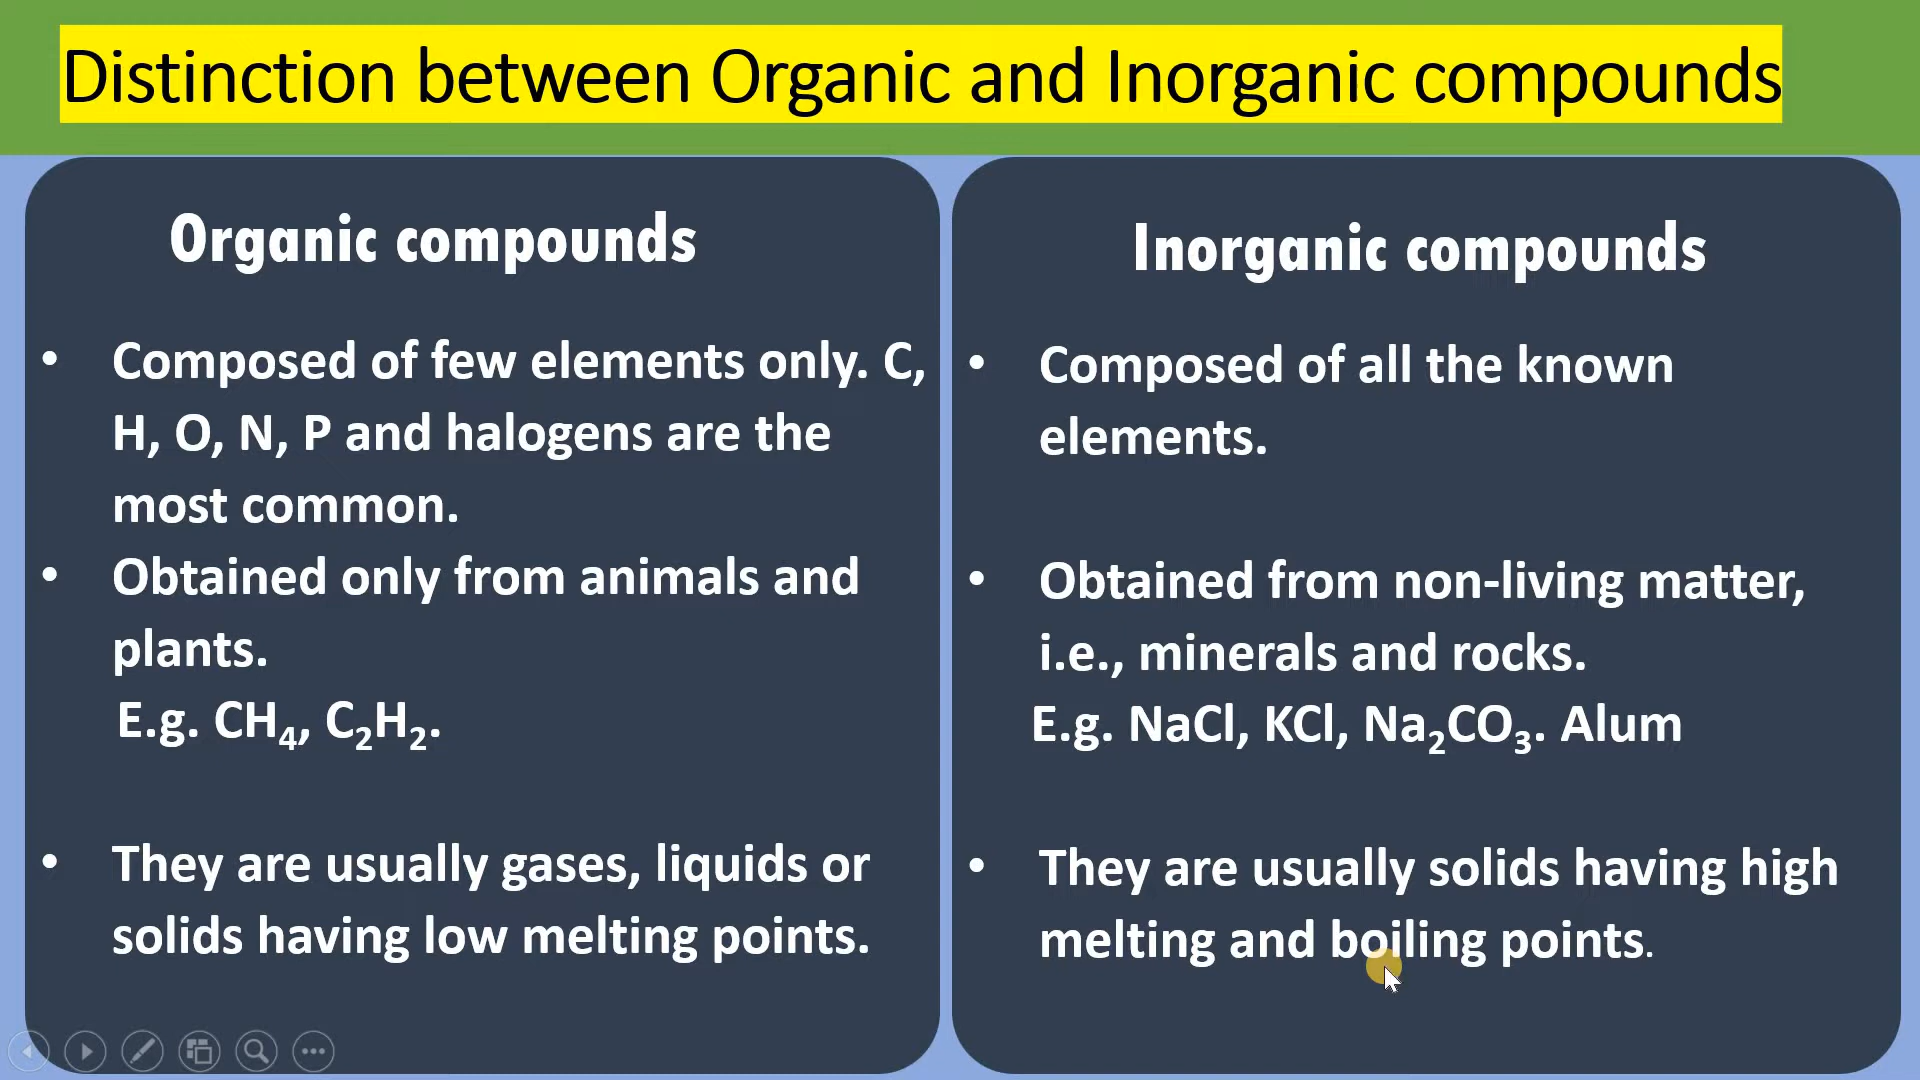 Distinction between Organic and Inorganic compounds
Organic compounds
• Composed of few elements only. C,
H, O, N, P and halogens are the
most common.
• Obtained only from animals and
plants.
E.g. CH₄, C₂H₂.
• They are usually gases, liquids or
solids having low melting points.
Inorganic compounds
• Composed of all the known
elements.
• Obtained from non-living matter,
i.e., minerals and rocks.
E.g. NaCl, KCl, Na₂CO₃. Alum
• They are usually solids having high
melting and boiling points.